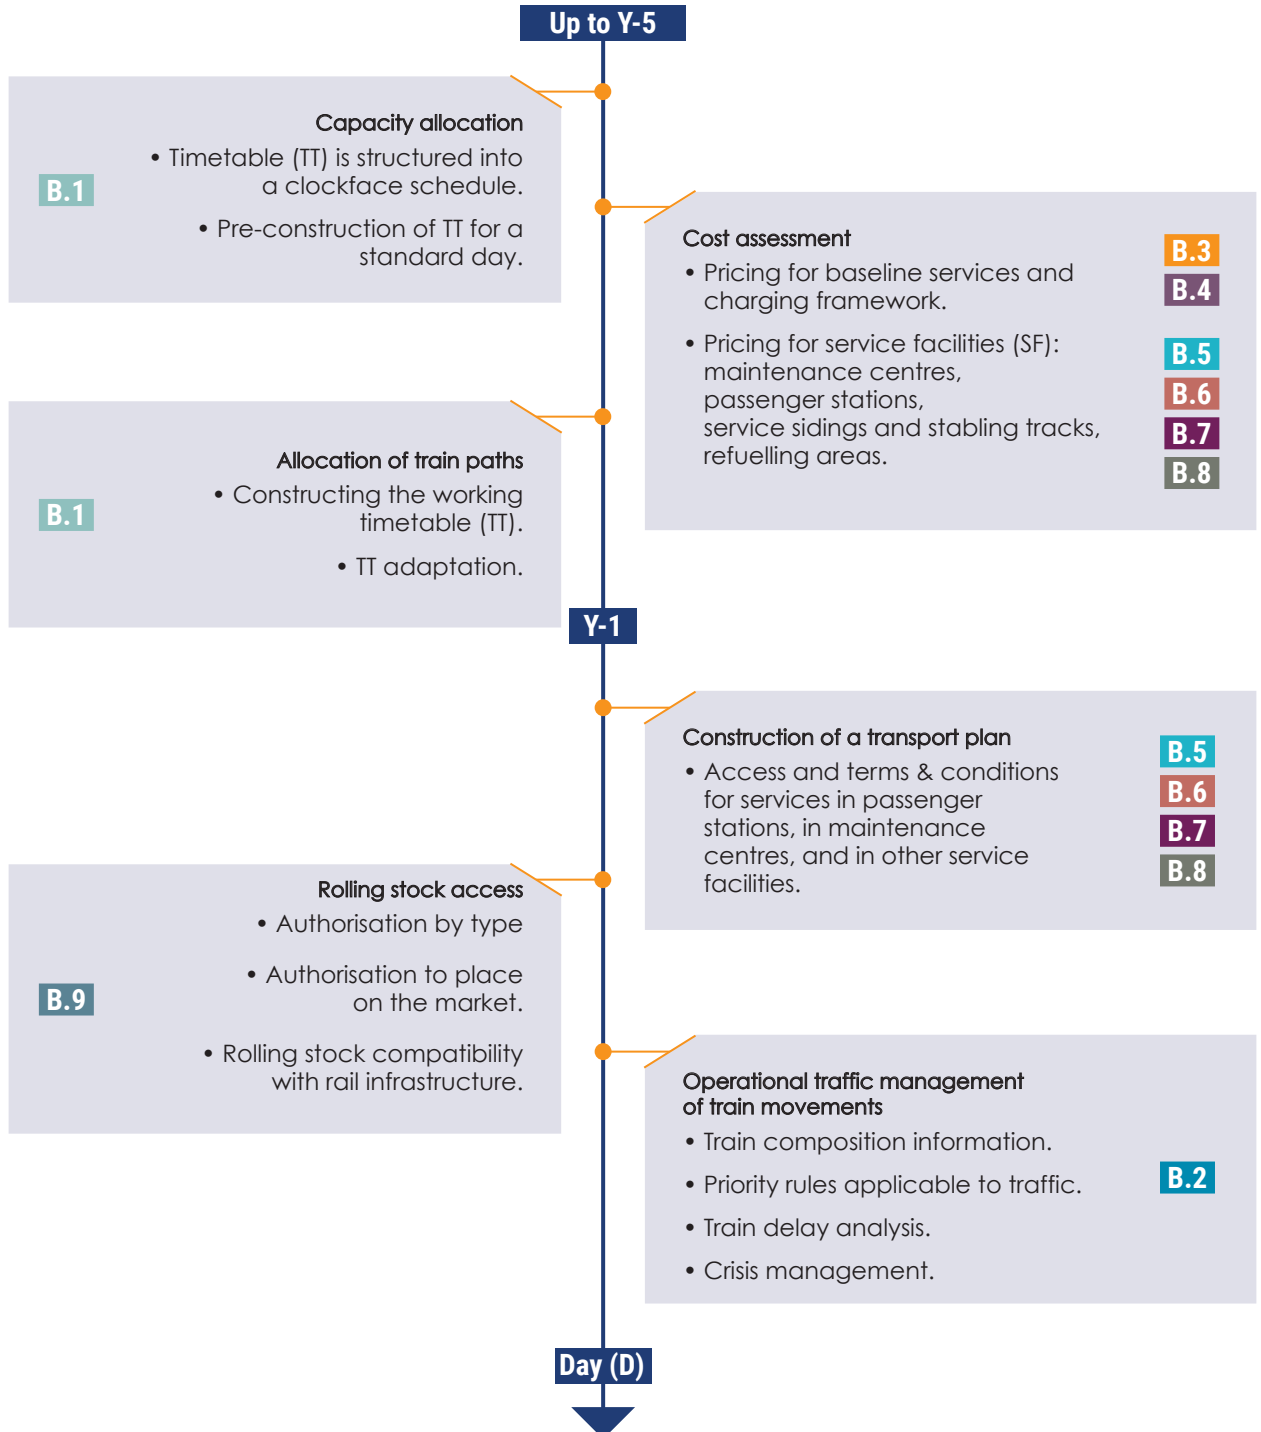 Up to Y-5
Capacity allocation
• Timetable (TT) is structured into
a clockface schedule.
• Pre-construction of TT for a
standard day.
B.1
Cost assessment
• Pricing for baseline services and
charging framework.
• Pricing for service facilities (SF):
maintenance centres,
passenger stations,
service sidings and stabling tracks,
refuelling areas.
B.3
B.4
B.5
B.6
B.7
B.8
Allocation of train paths
• Constructing the working
timetable (TT).
• TT adaptation.
B.1
Y-1
Construction of a transport plan
• Access and terms & conditions
for services in passenger
stations, in maintenance
centres, and in other service
facilities.
B.5
B.6
B.7
B.8
Rolling stock access
• Authorisation by type
• Authorisation to place
on the market.
• Rolling stock compatibility
with rail infrastructure.
B.9
Operational traffic management
of train movements
• Train composition information.
• Priority rules applicable to traffic.
• Train delay analysis.
• Crisis management.
B.2
Day (D)